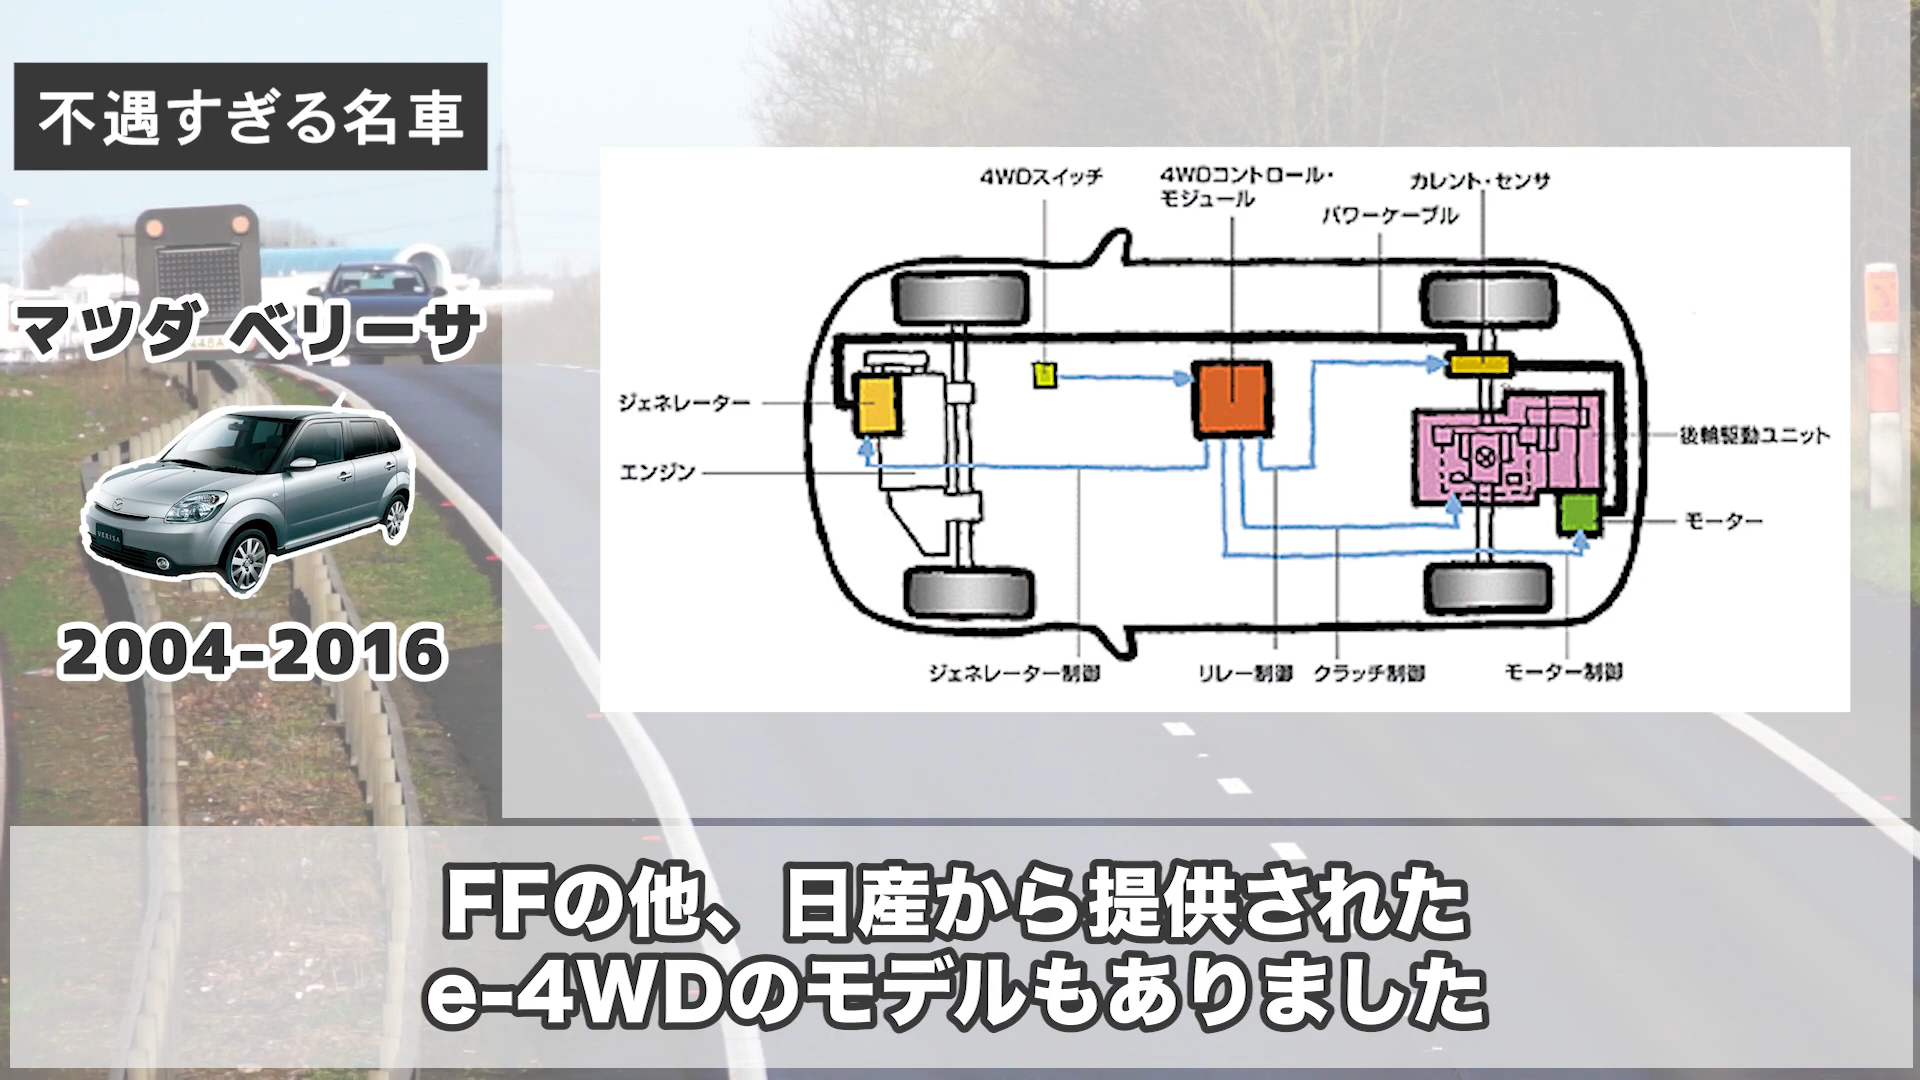 不遇すぎる名車
マツダ ベリーサ
VERISA
2004-2016
4WDスイッチ
4WDコントロール・
モジュール
カレント・センサ
パワーケーブル
ジェネレーター
エンジン
後輪駆動ユニット
モーター
ジェネレーター制御
リレー制御
クラッチ制御
モーター制御
FFの他、日産から提供された
e-4WDのモデルもありました